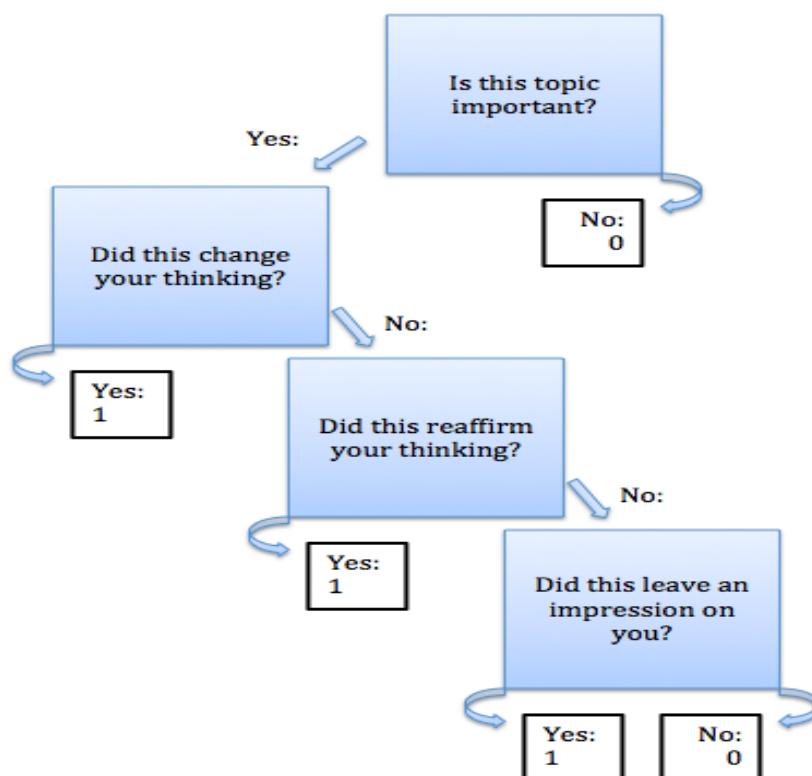 Is this topic
important?
Yes:
No:
0
Did this change
your thinking?
No:
Yes:
1
Did this reaffirm
your thinking?
No:
Yes:
1
Did this leave an
impression on
you?
Yes:
1
No:
0